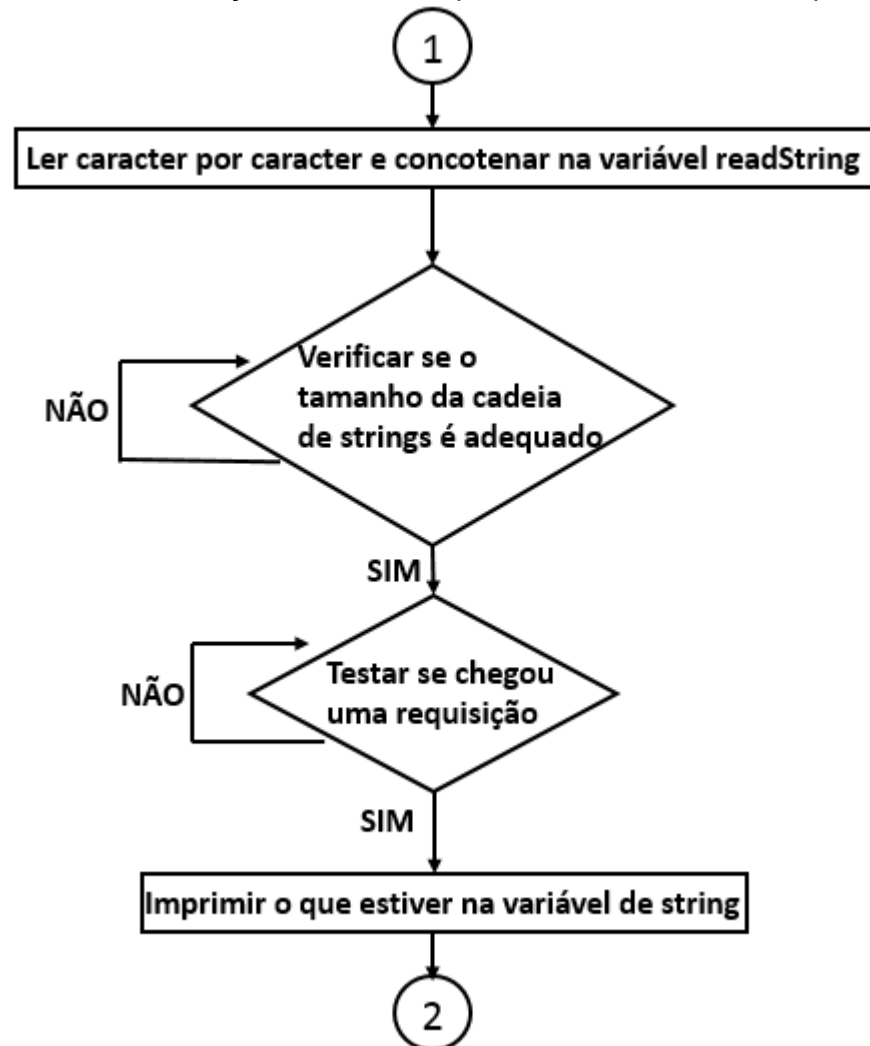 1
Ler caracter por caracter e concotenar na variável readString
Verificar se o
tamanho da cadeia
de strings é adequado
NÃO
SIM
Testar se chegou
uma requisição
NÃO
SIM
Imprimir o que estiver na variável de string
2